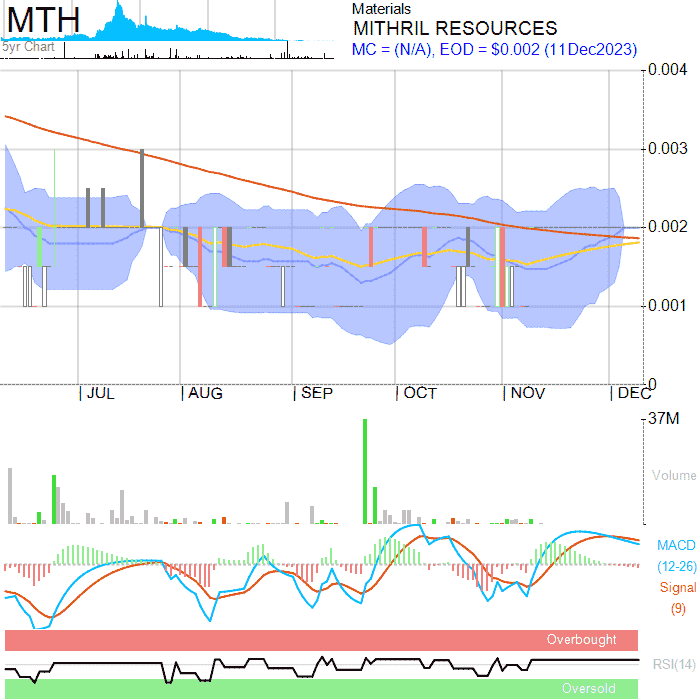 MTH
5yr Chart
Materials
MITHRIL RESOURCES
MC = (N/A), EOD = $0.002 (11Dec2023)
0.004
0.003
0.002
0.001
0
JUL
AUG
SEP
OCT
NOV
DEC
37M
Volume
MACD
(12-26)
Signal
(9)
Overbought
RSI(14)
Oversold